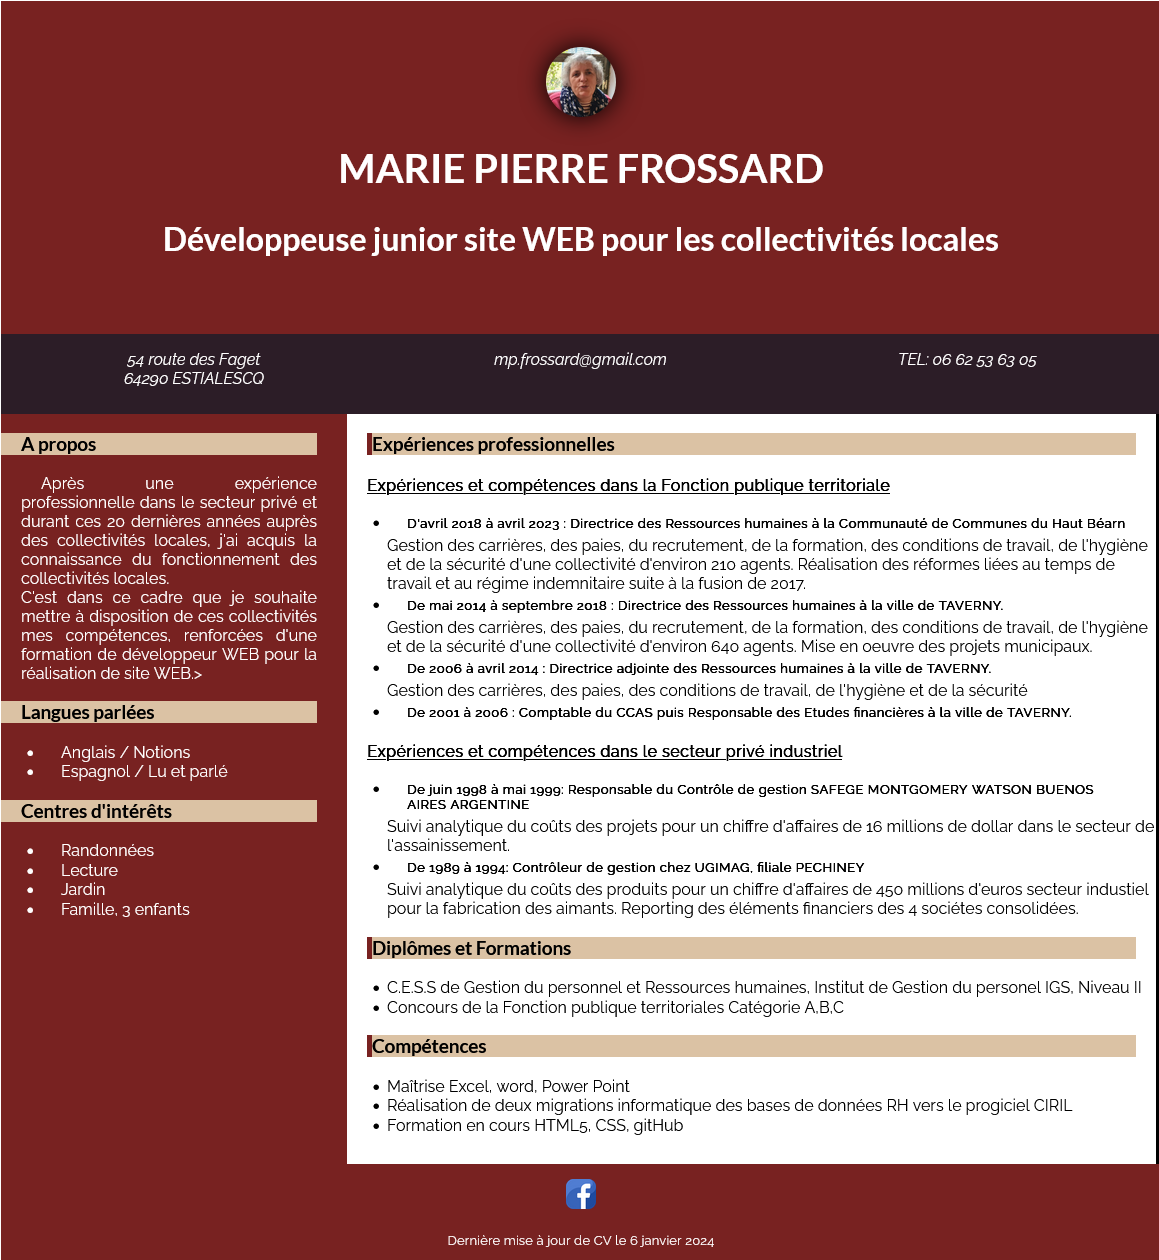 MARIE PIERRE FROSSARD
Développeuse junior site WEB pour les collectivités locales
54 route des Faget
64290 ESTIALESCQ
mp.frossard@gmail.com
TEL: 06 62 53 63 05
A propos
Après une expérience
professionnelle dans le secteur privé et
durant ces 20 dernières années auprès
des collectivités locales, j'ai acquis la
connaissance du fonctionnement des
collectivités locales.
C'est dans ce cadre que je souhaite
mettre à disposition de ces collectivités
mes compétences, renforcées d'une
formation de développeur WEB pour la
réalisation de site WEB.>
Langues parlées
• Anglais / Notions
• Espagnol / Lu et parlé
Centres d'intérêts
• Randonnées
• Lecture
• Jardin
• Famille, 3 enfants
Expériences professionnelles
Expériences et compétences dans la Fonction publique territoriale
• D'avril 2018 à avril 2023 : Directrice des Ressources humaines à la Communauté de Communes du Haut Béarn
Gestion des carrières, des paies, du recrutement, de la formation, des conditions de travail, de l'hygiène
et de la sécurité d'une collectivité d'environ 210 agents. Réalisation des réformes liées au temps de
travail et au régime indemnitaire suite à la fusion de 2017.
• De mai 2014 à septembre 2018 : Directrice des Ressources humaines à la ville de TAVERNY.
Gestion des carrières, des paies, du recrutement, de la formation, des conditions de travail, de l'hygiène
et de la sécurité d'une collectivité d'environ 640 agents. Mise en oeuvre des projets municipaux.
• De 2006 à avril 2014 : Directrice adjointe des Ressources humaines à la ville de TAVERNY.
Gestion des carrières, des paies, des conditions de travail, de l'hygiène et de la sécurité
• De 2001 à 2006 : Comptable du CCAS puis Responsable des Etudes financières à la ville de TAVERNY.
Expériences et compétences dans le secteur privé industriel
• De juin 1998 à mai 1999: Responsable du Contrôle de gestion SAFEGE MONTGOMERY WATSON BUENOS
AIRES ARGENTINE
Suivi analytique du coûts des projets pour un chiffre d'affaires de 16 millions de dollar dans le secteur de
l'assainissement.
• De 1989 à 1994: Contrôleur de gestion chez UGIMAG, filiale PECHINEY
Suivi analytique du coûts des produits pour un chiffre d'affaires de 450 millions d'euros secteur industiel
pour la fabrication des aimants. Reporting des éléments financiers des 4 sociétes consolidées.
Diplômes et Formations
• C.E.S.S de Gestion du personnel et Ressources humaines, Institut de Gestion du personel IGS, Niveau II
• Concours de la Fonction publique territoriales Catégorie A,B,C
Compétences
• Maîtrise Excel, word, Power Point
• Réalisation de deux migrations informatique des bases de données RH vers le progiciel CIRIL
• Formation en cours HTML5, CSS, gitHub
Dernière mise à jour de CV le 6 janvier 2024